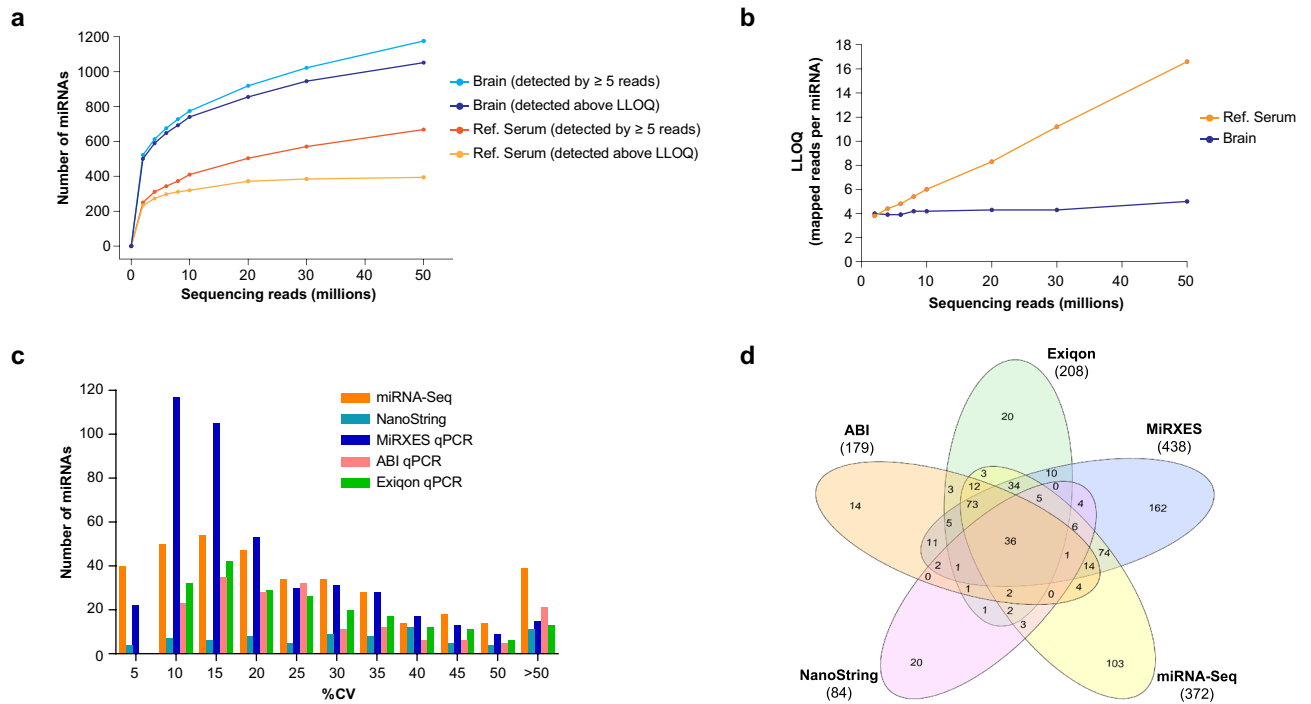 a
Number of miRNAs
1200
1000
800
600
400
200
0
0 10 20 30 40 50
Sequencing reads (millions)
Brain (detected by ≥ 5 reads)
Brain (detected above LLOQ)
Ref. Serum (detected by ≥ 5 reads)
Ref. Serum (detected above LLOQ)
b
LLOQ
(mapped reads per miRNA)
18
16
14
12
10
8
6
4
2
0
0 10 20 30 40 50
Sequencing reads (millions)
Ref. Serum
Brain
c
Number of miRNAs
120
100
80
60
40
20
0
5 10 15 20 25 30 35 40 45 50 >50
%CV
miRNA-Seq
NanoString
MiRXES qPCR
ABI qPCR
Exiqon qPCR
d
Exiqon
(208)
ABI
(179)
MiRXES
(438)
20
3 10
3 12 34 0
14 73 5 4 162
5 6
11 36 1 74
2 1 14
0 1 2 0 4
1 2
3
20 103
NanoString
(84)
miRNA-Seq
(372)